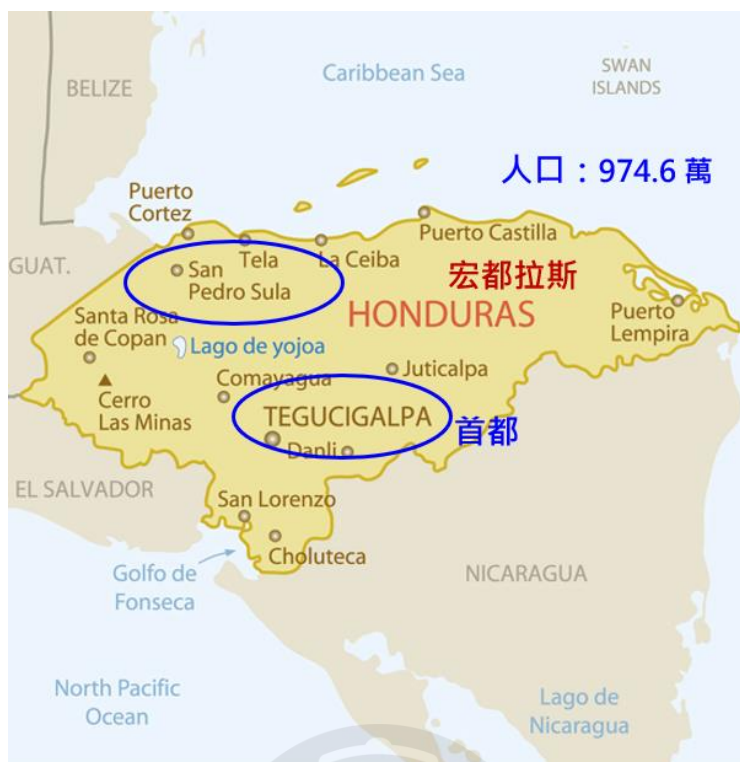 Caribbean Sea
SWAN
ISLANDS
BELIZE
人口：974.6 萬
Puerto
Cortez
Puerto Castilla
GUAT.
Tela
La Ceiba
San
Pedro Sula
宏都拉斯
HONDURAS
Puerto
Lempira
Santa Rosa
de Copan
Lago de yojoa
Juticalpa
Comayagua
Cerro
Las Minas
TEGUCIGALPA
首都
Danli
EL SALVADOR
San Lorenzo
Choluteca
Golfo de
Fonseca
NICARAGUA
North Pacific
Ocean
Lago de
Nicaragua